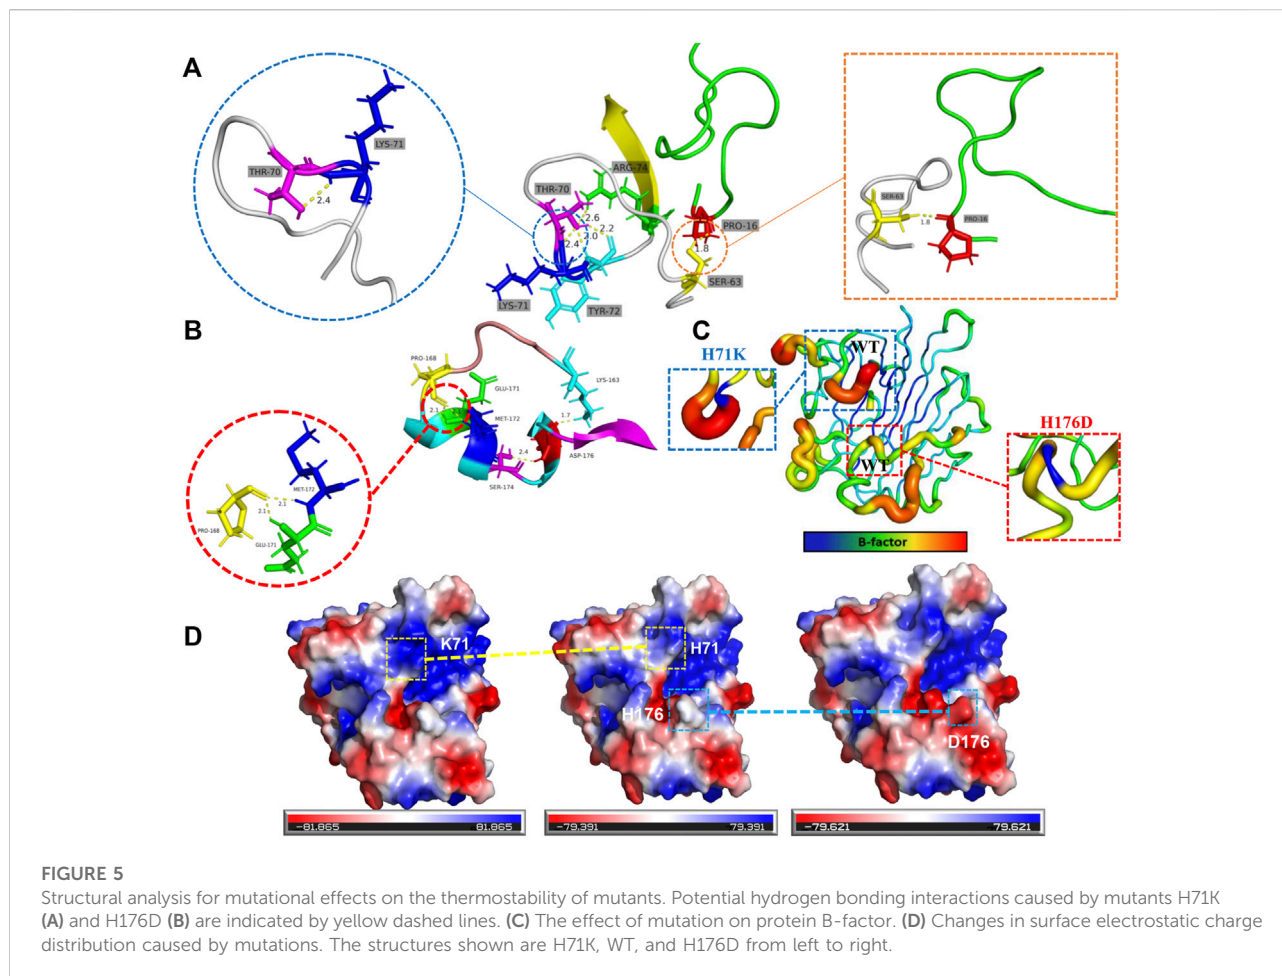 A
LYS-71
THR-70
2.4
ARG-74
THR-70
2.6
2.2
2.0
2.4
PRO-16
1.8
SER-63
LYS-71
TYR-72
SER-63
1.8
PRO-16
B
PRO-168
GLU-171
LYS-163
2.1
MET-172
1.7
ASP-176
2.4
SER-174
MET-172
2.1
2.1
PRO-168
GLU-171
C
H71K
WT
H176D
WT
B-factor
D
K71
H71
H176
D176
-81.865 81.865
-79.391 79.391
-79.621 -79.621
FIGURE 5
Structural analysis for mutational effects on the thermostability of mutants. Potential hydrogen bonding interactions caused by mutants H71K
(A) and H176D (B) are indicated by yellow dashed lines. (C) The effect of mutation on protein B-factor. (D) Changes in surface electrostatic charge
distribution caused by mutations. The structures shown are H71K, WT, and H176D from left to right.